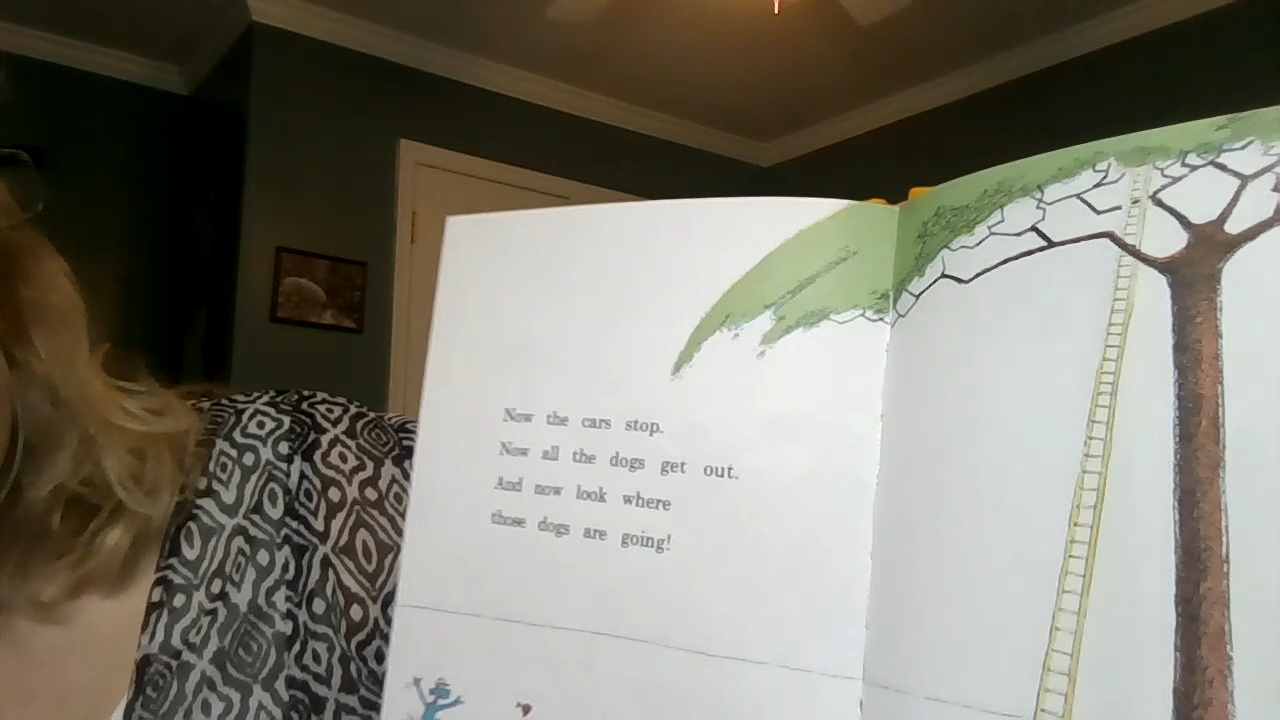 Now the cars stop.
Now all the dogs get out.
And now look where
those dogs are going!